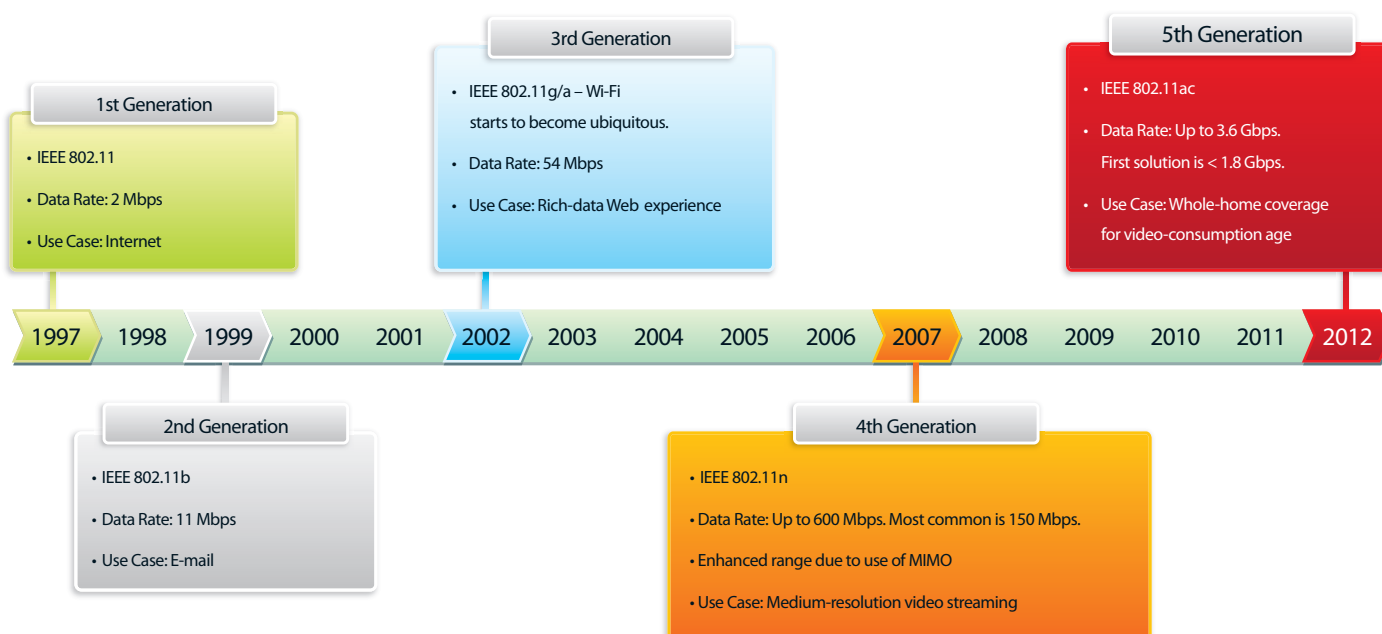 1st Generation
• IEEE 802.11
• Data Rate: 2 Mbps
• Use Case: Internet
3rd Generation
• IEEE 802.11g/a – Wi-Fi
starts to become ubiquitous.
• Data Rate: 54 Mbps
• Use Case: Rich-data Web experience
5th Generation
• IEEE 802.11ac
• Data Rate: Up to 3.6 Gbps.
First solution is < 1.8 Gbps.
• Use Case: Whole-home coverage
for video-consumption age
1997 1998 1999 2000 2001 2002 2003 2004 2005 2006 2007 2008 2009 2010 2011 2012
2nd Generation
• IEEE 802.11b
• Data Rate: 11 Mbps
• Use Case: E-mail
4th Generation
• IEEE 802.11n
• Data Rate: Up to 600 Mbps. Most common is 150 Mbps.
• Enhanced range due to use of MIMO
• Use Case: Medium-resolution video streaming